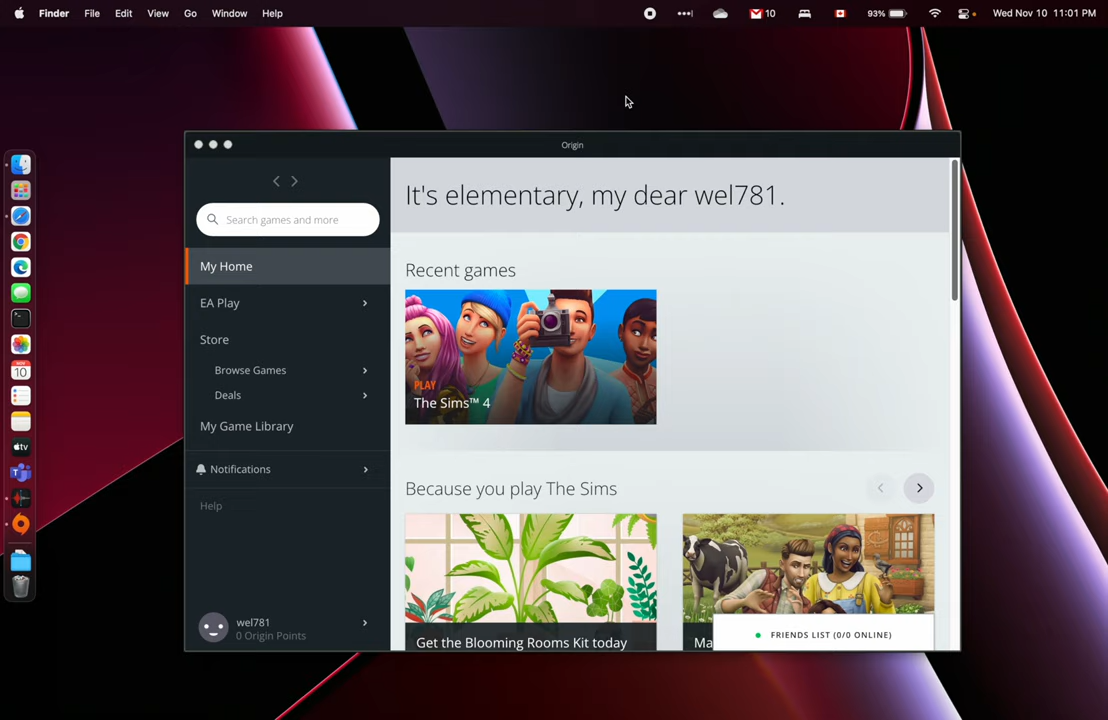 Finder File Edit View Go Window Help 10 93% Wed Nov 10 11:01 PM
Origin
Search games and more
My Home
EA Play
Store
Browse Games
Deals
My Game Library
Notifications
Help
wel781
0 Origin Points
It's elementary, my dear wel781.
Recent games
PLAY
The Sims™ 4
Because you play The Sims
Get the Blooming Rooms Kit today
Ma
FRIENDS LIST (0/0 ONLINE)
NOV
10
tv